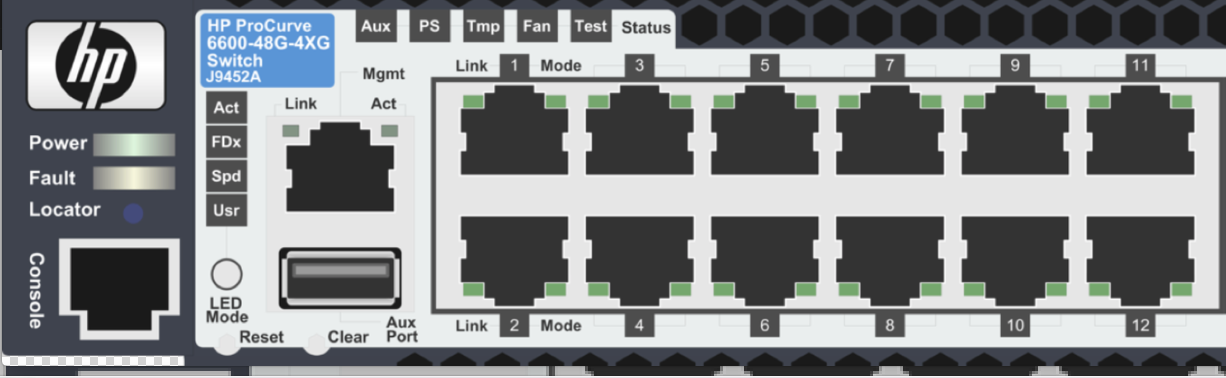 hp
HP ProCurve
6600-48G-4XG
Switch
J9452A
Aux PS Tmp Fan Test Status
Mgmt
Link Act
Act
FDx
Spd
Usr
Power
Fault
Locator
Console
LED
Mode
Reset
Clear
Aux
Port
Link 1 Mode 3 5 7 9 11
Link 2 Mode 4 6 8 10 12